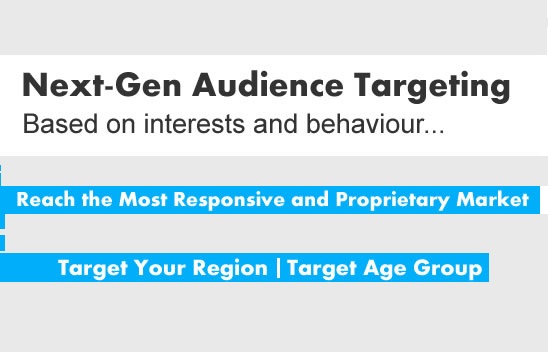 Next-Gen Audience Targeting
Based on interests and behaviour...
Reach the Most Responsive and Proprietary Market
Target Your Region | Target Age Group